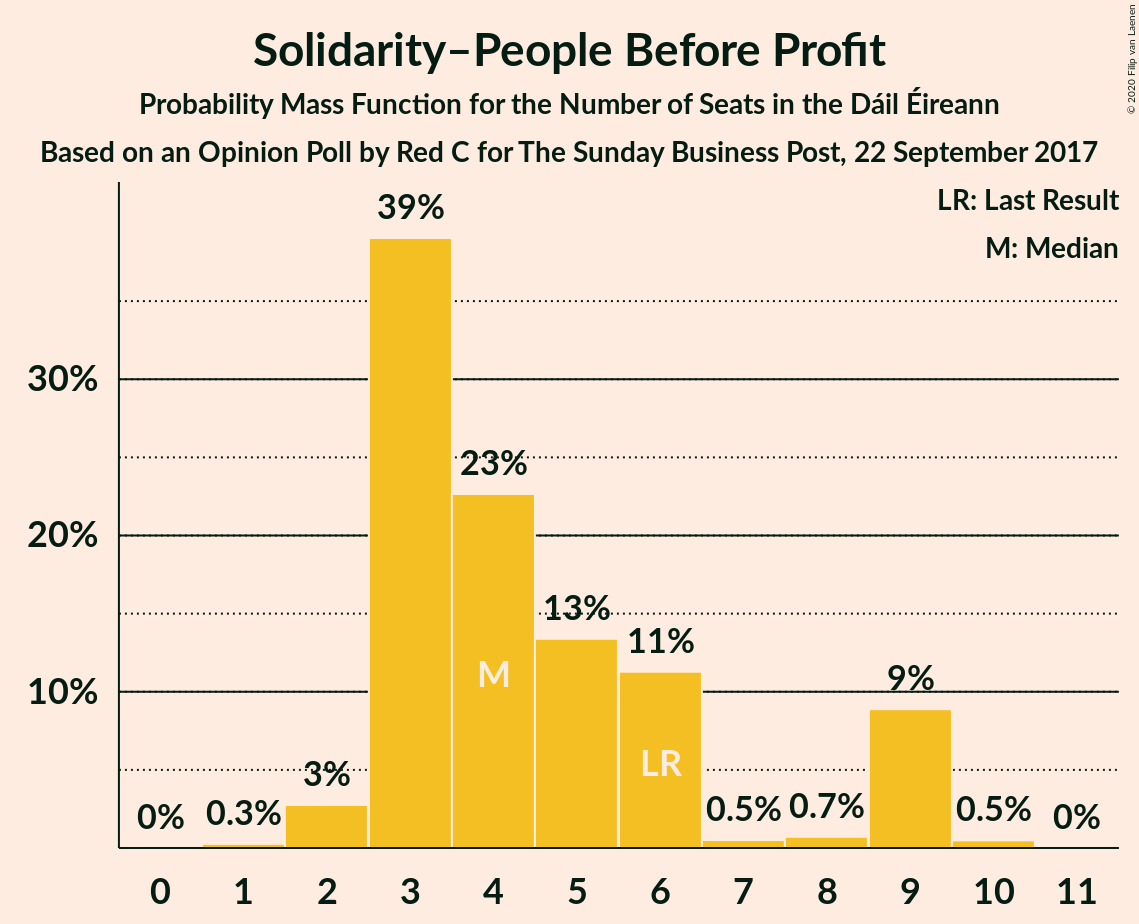 Solidarity–People Before Profit
Probability Mass Function for the Number of Seats in the Dáil Éireann
Based on an Opinion Poll by Red C for The Sunday Business Post, 22 September 2017
© 2020 Filip van Laenen
LR: Last Result
M: Median
30%
20%
10%
0%
0.3%
3%
39%
23%
13%
11%
0.5%
0.7%
9%
0.5%
0%
M
LR
0 1 2 3 4 5 6 7 8 9 10 11